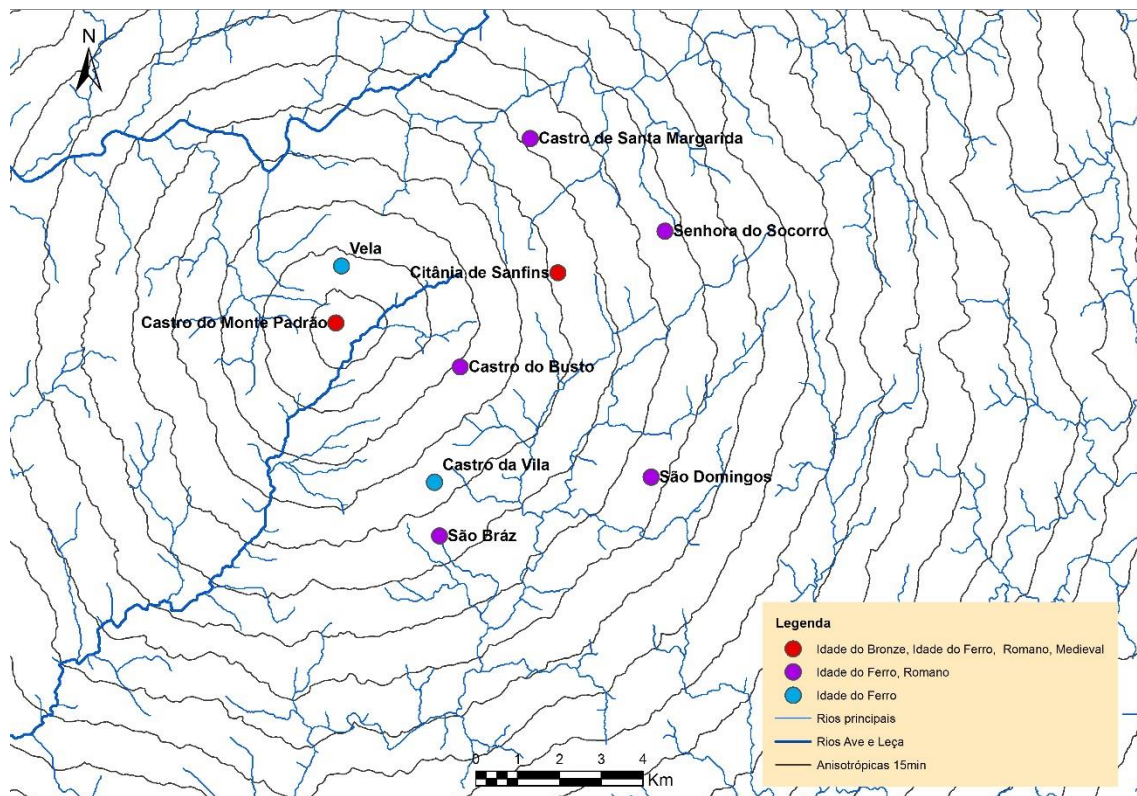 N
Castro de Santa Margarida
Senhora do Socorro
Vela
Citânia de Sanfins
Castro do Monte Padrão
Castro do Busto
Castro da Vila
São Domingos
São Bráz
Legenda
Idade do Bronze, Idade do Ferro, Romano, Medieval
Idade do Ferro, Romano
Idade do Ferro
Rios principais
Rios Ave e Leça
Anisotrópicas 15min
0 1 2 3 4
Km